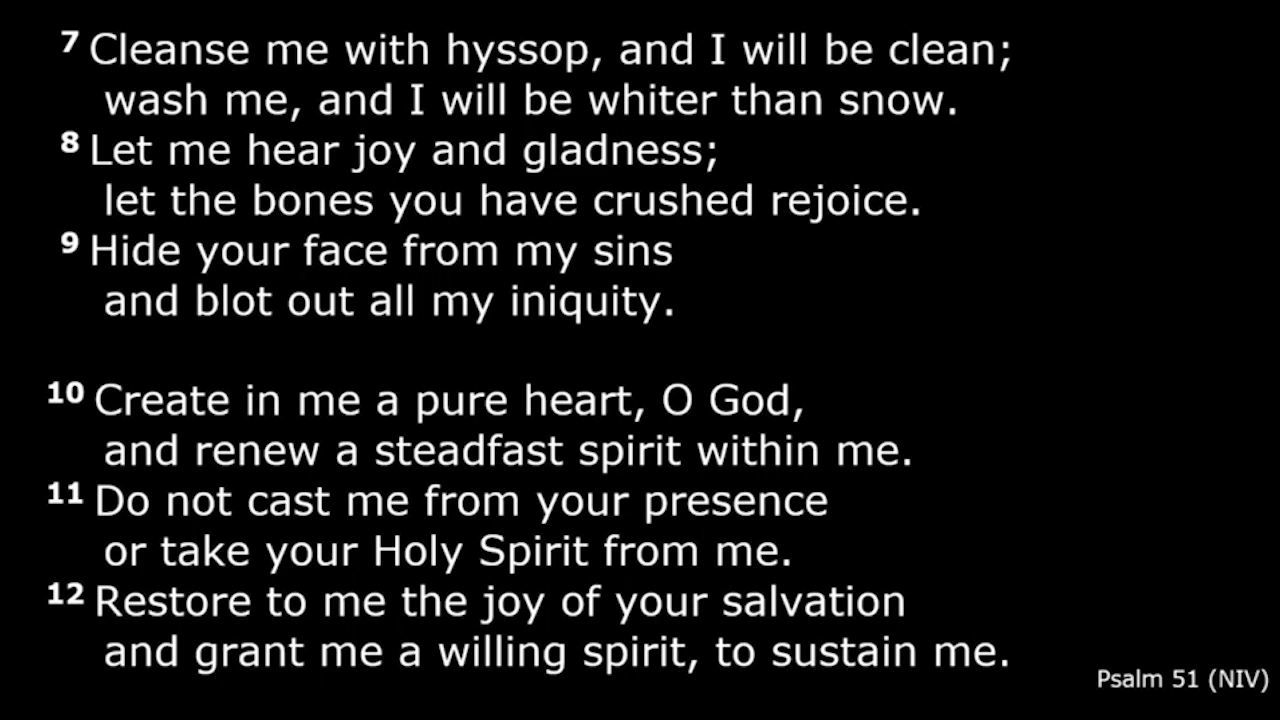 7 Cleanse me with hyssop, and I will be clean;
wash me, and I will be whiter than snow.
8 Let me hear joy and gladness;
let the bones you have crushed rejoice.
9 Hide your face from my sins
and blot out all my iniquity.
10 Create in me a pure heart, O God,
and renew a steadfast spirit within me.
11 Do not cast me from your presence
or take your Holy Spirit from me.
12 Restore to me the joy of your salvation
and grant me a willing spirit, to sustain me.
Psalm 51 (NIV)